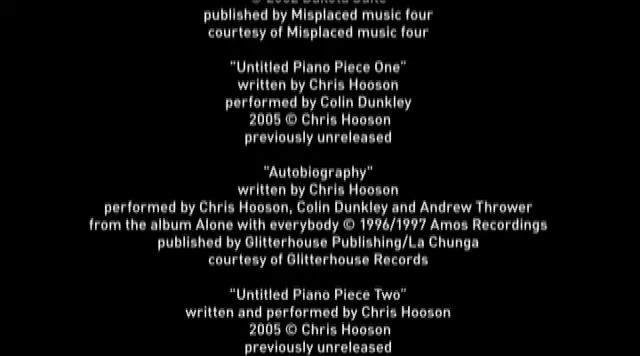 © 2002 Dakota Suite
published by Misplaced music four
courtesy of Misplaced music four
"Untitled Piano Piece One"
written by Chris Hooson
performed by Colin Dunkley
2005 © Chris Hooson
previously unreleased
"Autobiography"
written by Chris Hooson
performed by Chris Hooson, Colin Dunkley and Andrew Thrower
from the album Alone with everybody © 1996/1997 Amos Recordings
published by Glitterhouse Publishing/La Chunga
courtesy of Glitterhouse Records
"Untitled Piano Piece Two"
written and performed by Chris Hooson
2005 © Chris Hooson
previously unreleased